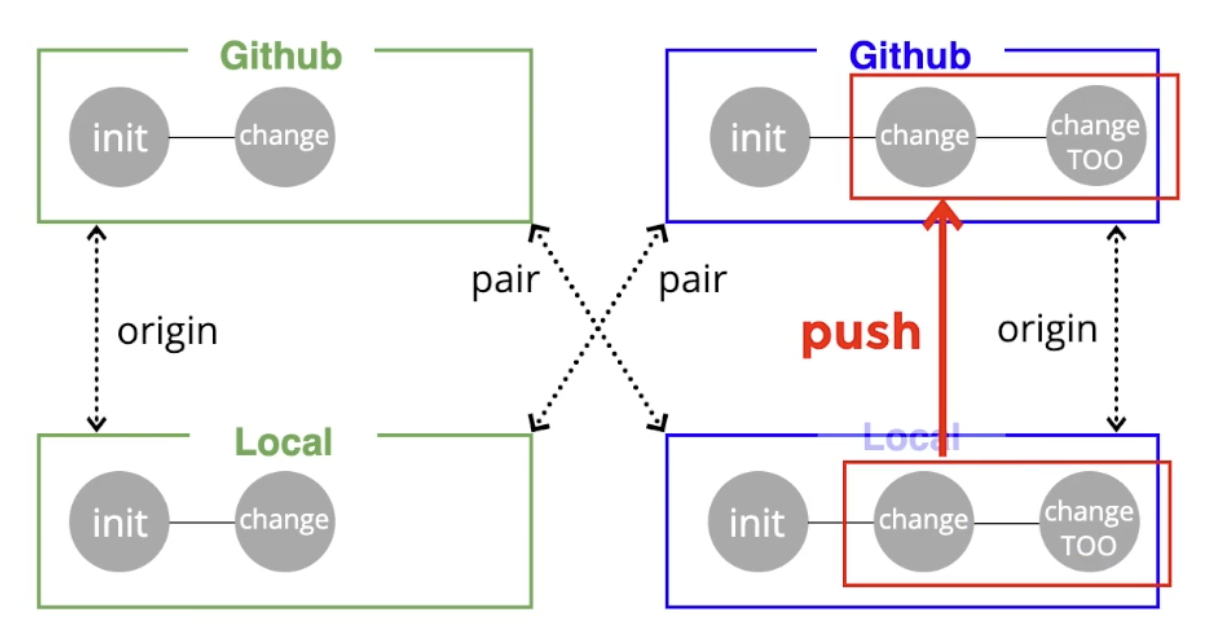 Github
Github
init
change
init
change
change
TOO
pair
pair
origin
push
origin
Local
Local
init
change
init
change
change
TOO